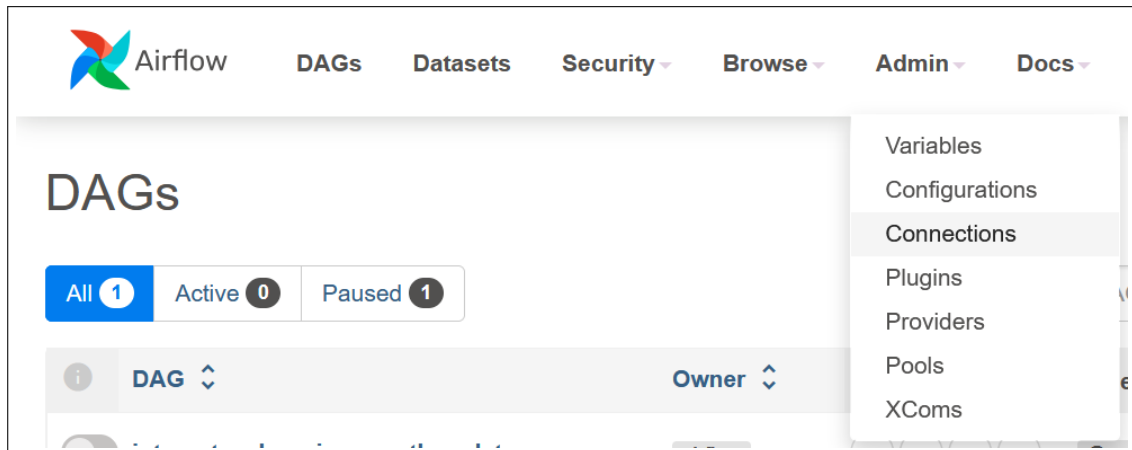 Airflow DAGs Datasets Security Browse Admin Docs
Variables
DAGs
Configurations
Connections
All 1 Active 0 Paused 1
Plugins
Providers
DAG Owner
Pools
XComs